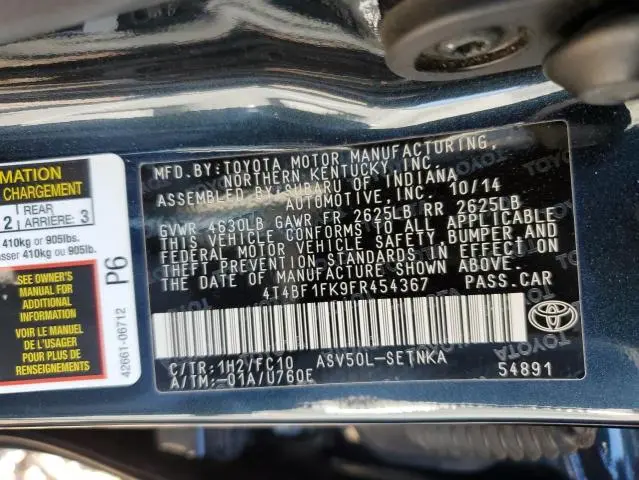 MATION
CHARGEMENT
2 REAR ARRIERE: 3
410kg or 905lbs.
asser 410kg ou 905lb.
SEE OWNER'S
MANUAL FOR
ADDITIONAL
INFORMATION
VOIR LE MANUEL
DE L'USAGER
POUR PLUS DE
RENSEIGNEMENTS
P6
42661-06712
MFD.BY:TOYOTA MOTOR MANUFACTURING,
NORTHERN KENTUCKY,INC.
ASSEMBLED BY:SUBARU OF INDIANA
AUTOMOTIVE,INC. 10/14
GVWR 4630LB GAWR FR 2625LB RR 2625LB
THIS VEHICLE CONFORMS TO ALL APPLICABLE
FEDERAL MOTOR VEHICLE SAFETY,BUMPER,AND
THEFT PREVENTION STANDARDS IN EFFECT ON
THE DATE OF MANUFACTURE SHOWN ABOVE.
4T4BF1FK9FR454367 PASS.CAR
C/TR:1H2/FC10 ASV50L-SETNKA
A/TM:-01A/U760E
TOYOTA
54891